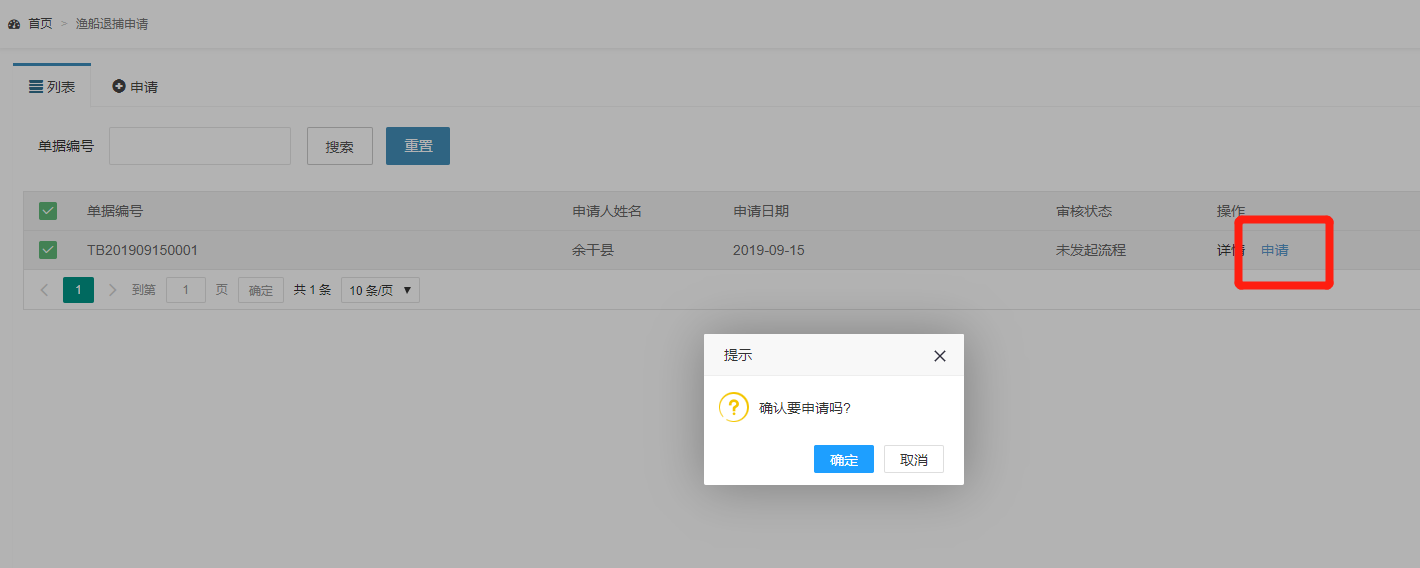 首页 > 渔船退捕申请
列表 申请
单据编号 搜索 重置
单据编号 申请人姓名 申请日期 审核状态 操作
TB201909150001 余干县 2019-09-15 未发起流程 详情 申请
1 到第 1 页 确定 共 1 条 10 条/页
提示
确认要申请吗?
确定 取消